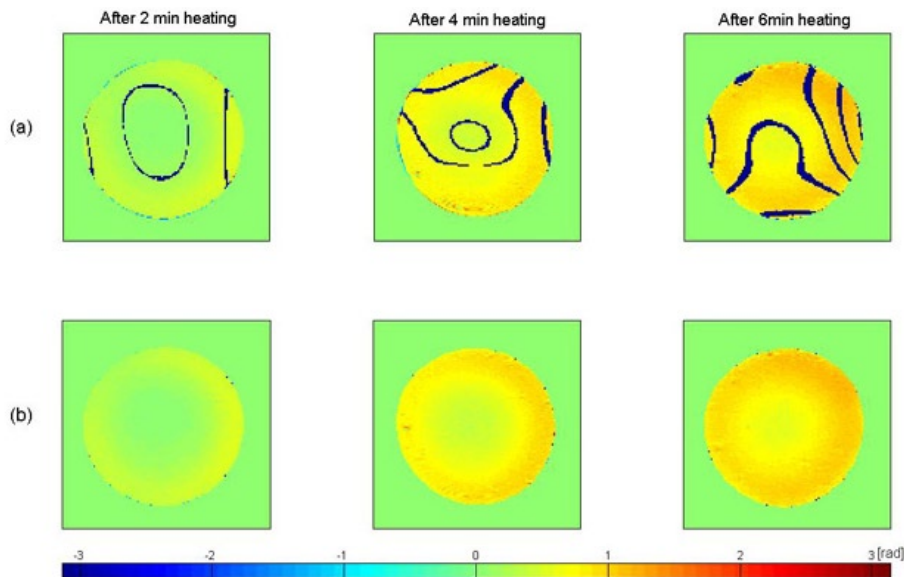 After 2 min heating After 4 min heating After 6min heating
(a)
(b)
-3 -2 -1 0 1 2 3 [rad]